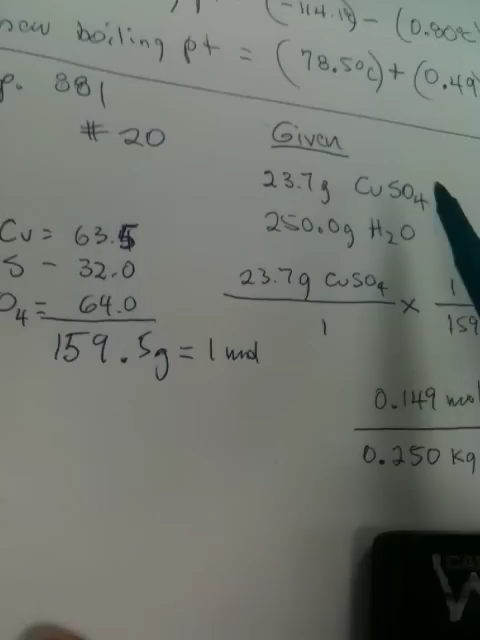 (-114.1°) - (0.80°
new boiling pt = (78.5°C) + (0.49
p. 881
# 20
Given
23.7g CuSO4
250.0g H2O
Cu = 63.5
S - 32.0
O4 = 64.0
159.5g = 1 mol
23.7g CuSO4 / 1 × 1 / 159
0.149 mol
0.250 kg